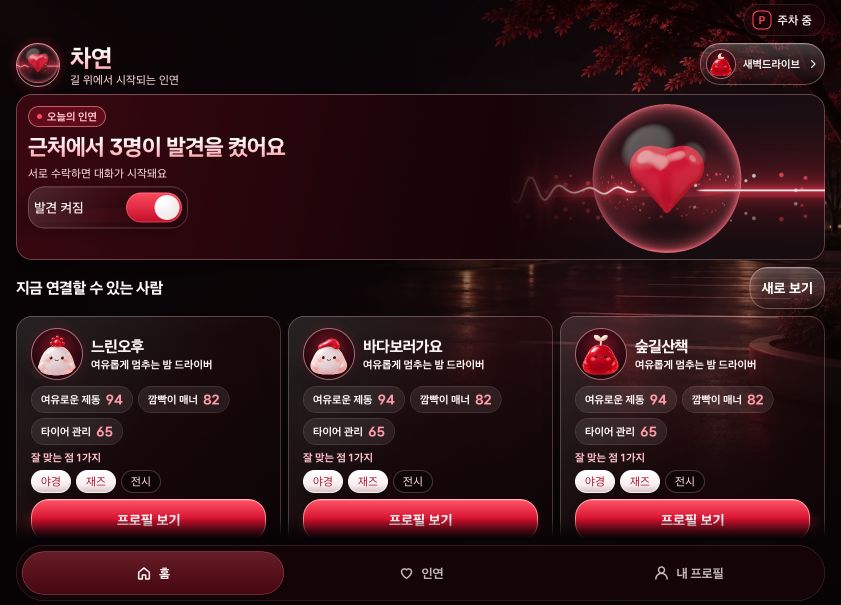 P 주차 중
차연
길 위에서 시작되는 인연
새벽드라이브
오늘의 인연
근처에서 3명이 발견을 켰어요
서로 수락하면 대화가 시작돼요
발견 켜짐
지금 연결할 수 있는 사람
새로 보기
느린오후
여유롭게 멈추는 밤 드라이버
여유로운 제동 94
깜빡이 매너 82
타이어 관리 65
잘 맞는 점 1가지
야경 재즈 전시
프로필 보기
바다보러가요
여유롭게 멈추는 밤 드라이버
여유로운 제동 94
깜빡이 매너 82
타이어 관리 65
잘 맞는 점 1가지
야경 재즈 전시
프로필 보기
숲길산책
여유롭게 멈추는 밤 드라이버
여유로운 제동 94
깜빡이 매너 82
타이어 관리 65
잘 맞는 점 1가지
야경 재즈 전시
프로필 보기
홈
인연
내 프로필